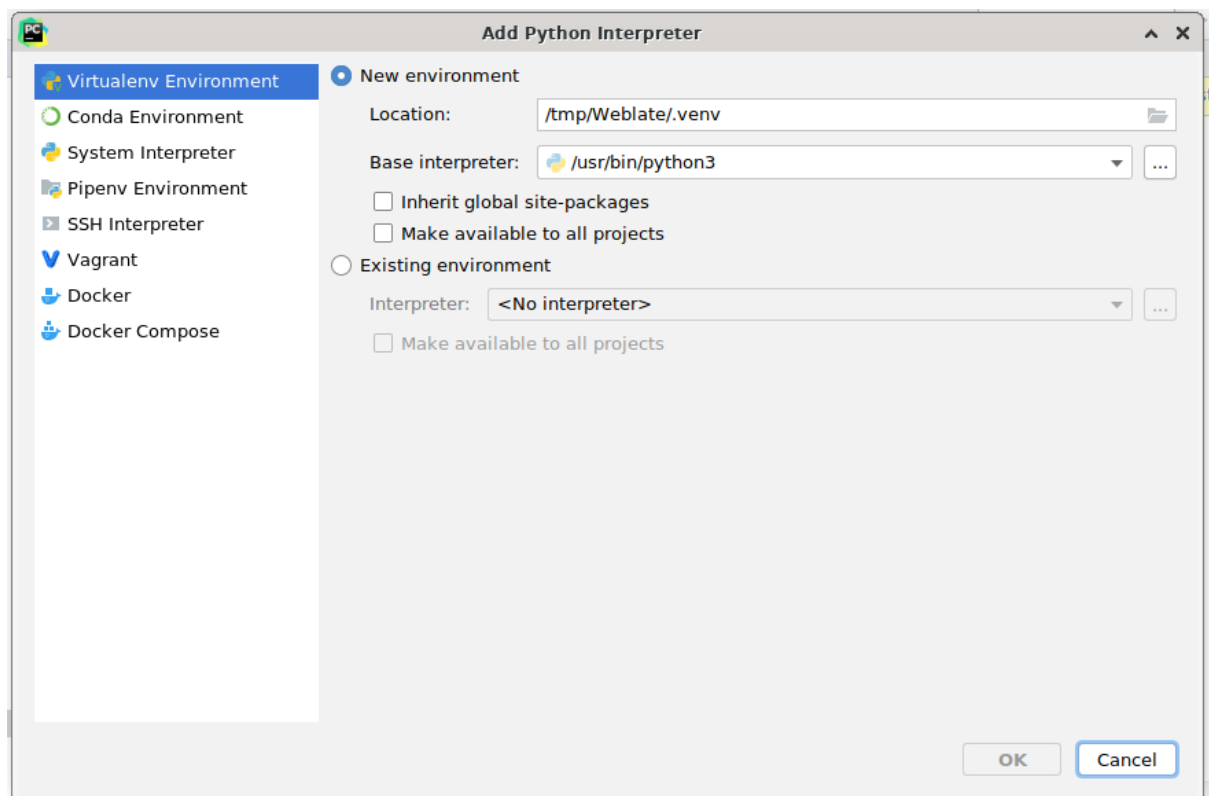 PC
Add Python Interpreter
Virtualenv Environment
Conda Environment
System Interpreter
Pipenv Environment
SSH Interpreter
Vagrant
Docker
Docker Compose
New environment
Location: /tmp/Weblate/.venv
Base interpreter: /usr/bin/python3 ...
Inherit global site-packages
Make available to all projects
Existing environment
Interpreter: <No interpreter> ...
Make available to all projects
OK Cancel